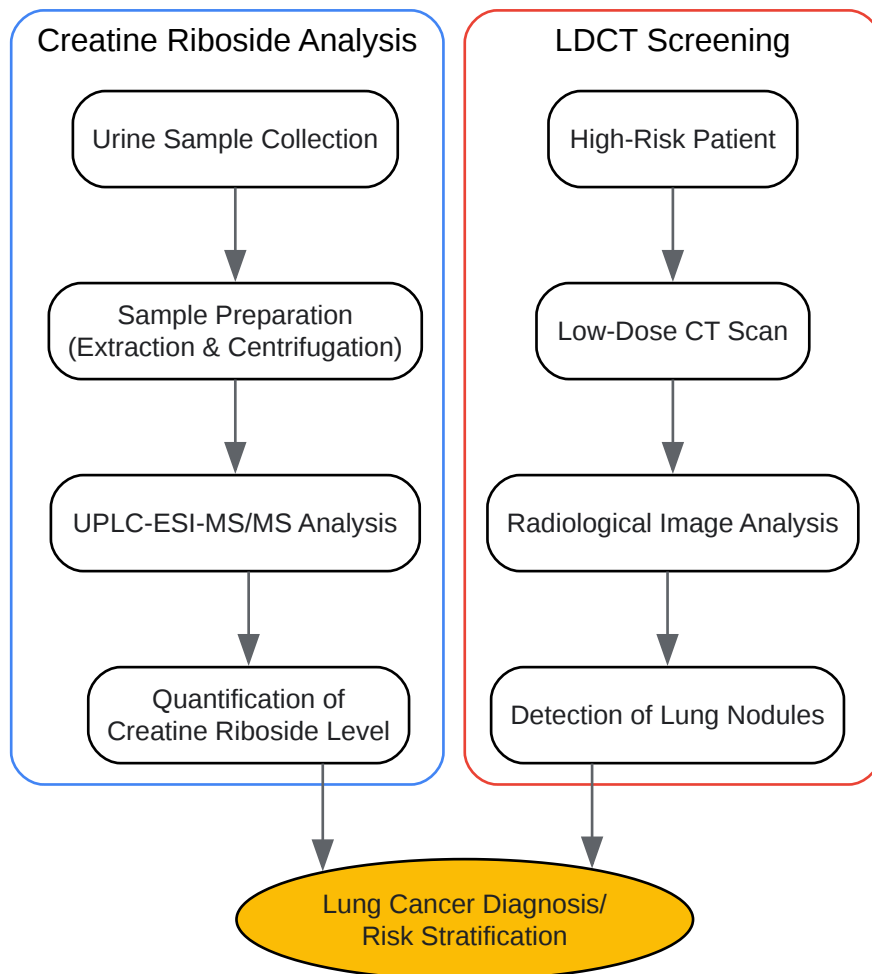 Creatine Riboside Analysis
Urine Sample Collection
Sample Preparation
(Extraction & Centrifugation)
UPLC-ESI-MS/MS Analysis
Quantification of
Creatine Riboside Level
LDCT Screening
High-Risk Patient
Low-Dose CT Scan
Radiological Image Analysis
Detection of Lung Nodules
Lung Cancer Diagnosis/
Risk Stratification